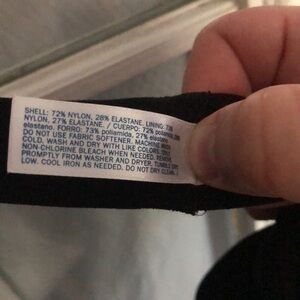 SHELL: 72% NYLON, 28% ELASTANE. LINING: 73%
NYLON, 27% ELASTANE. / CUERPO: 72% poliamida, 28%
elastano. FORRO: 73% poliamida, 27% elastano
DO NOT USE FABRIC SOFTENER. MACHINE WASH
COLD. WASH AND DRY WITH LIKE COLORS. ONLY
NON-CHLORINE BLEACH WHEN NEEDED. REMOVE
PROMPTLY FROM WASHER AND DRYER. TUMBLE DRY
LOW. COOL IRON AS NEEDED. DO NOT DRY CLEAN.